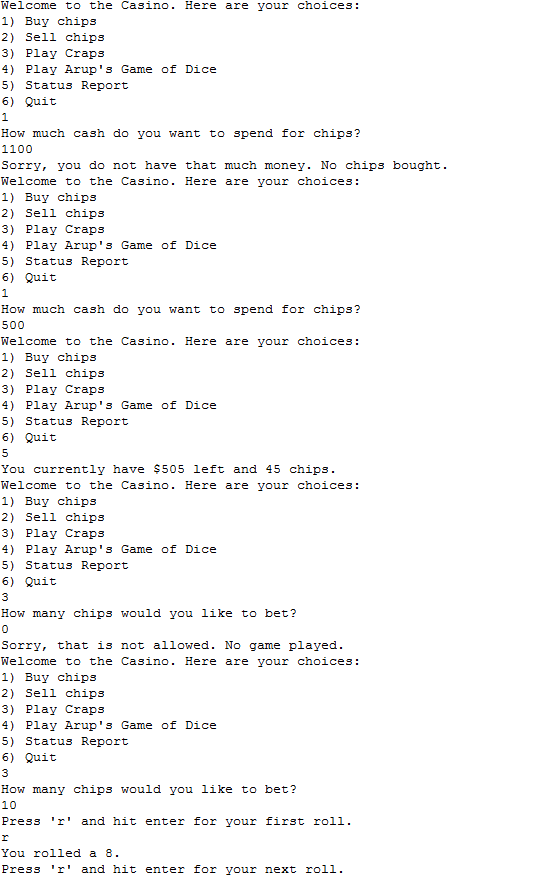 Welcome to the Casino. Here are your choices:
1) Buy chips
2) Sell chips
3) Play Craps
4) Play Arup's Game of Dice
5) Status Report
6) Quit
1
How much cash do you want to spend for chips?
1100
Sorry, you do not have that much money. No chips bought.
Welcome to the Casino. Here are your choices:
1) Buy chips
2) Sell chips
3) Play Craps
4) Play Arup's Game of Dice
5) Status Report
6) Quit
1
How much cash do you want to spend for chips?
500
Welcome to the Casino. Here are your choices:
1) Buy chips
2) Sell chips
3) Play Craps
4) Play Arup's Game of Dice
5) Status Report
6) Quit
5
You currently have $505 left and 45 chips.
Welcome to the Casino. Here are your choices:
1) Buy chips
2) Sell chips
3) Play Craps
4) Play Arup's Game of Dice
5) Status Report
6) Quit
3
How many chips would you like to bet?
0
Sorry, that is not allowed. No game played.
Welcome to the Casino. Here are your choices:
1) Buy chips
2) Sell chips
3) Play Craps
4) Play Arup's Game of Dice
5) Status Report
6) Quit
3
How many chips would you like to bet?
10
Press 'r' and hit enter for your first roll.
r
You rolled a 8.
Press 'r' and hit enter for your next roll.